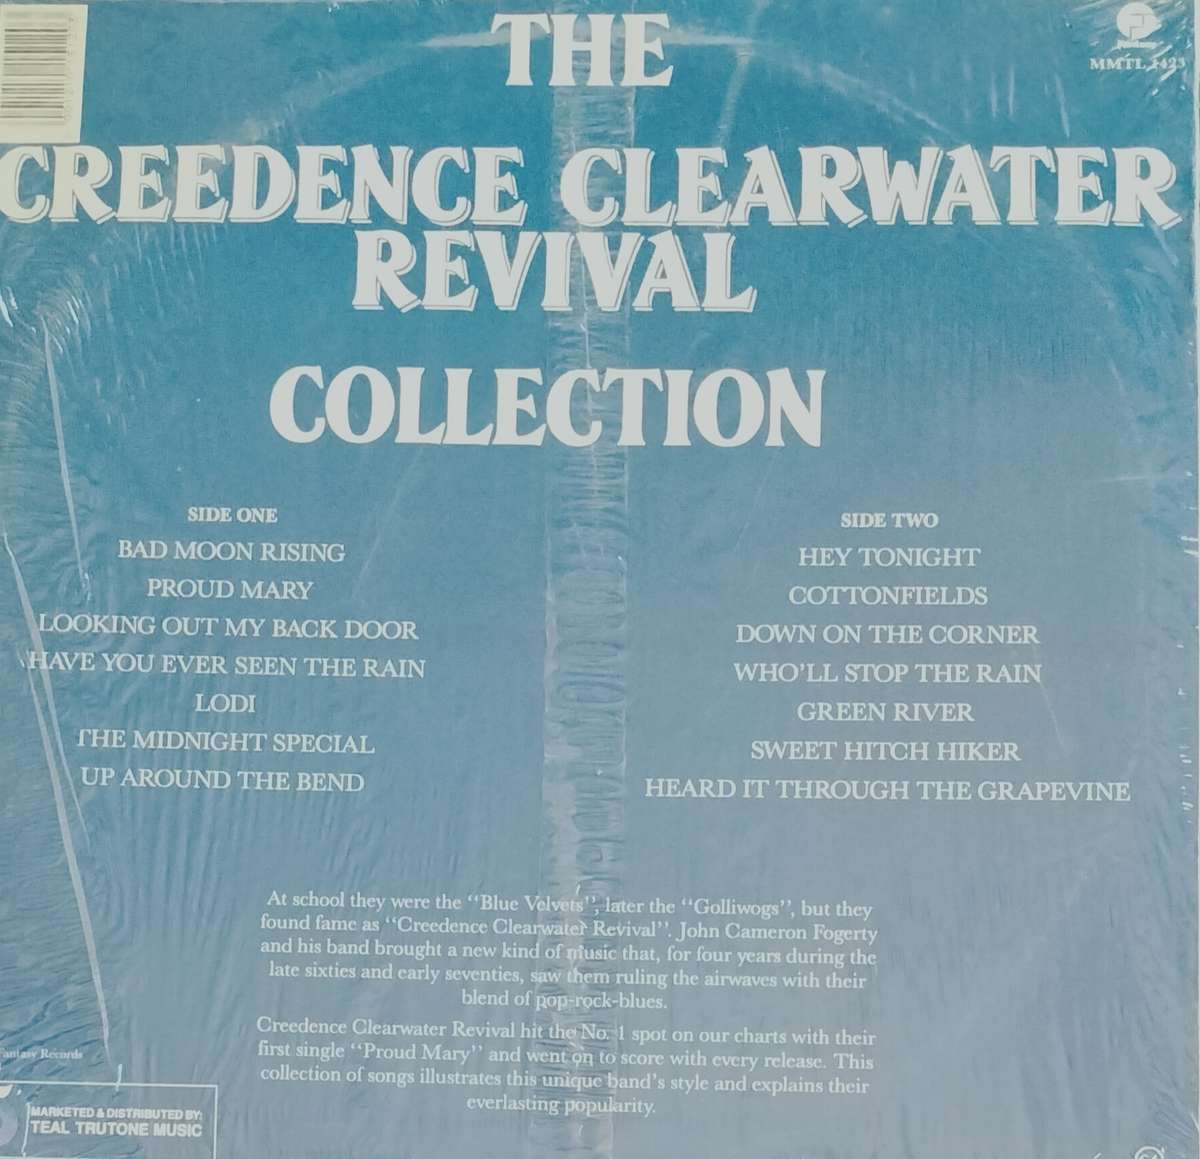 THE
CREEDENCE CLEARWATER
REVIVAL
COLLECTION
SIDE ONE
BAD MOON RISING
PROUD MARY
LOOKING OUT MY BACK DOOR
HAVE YOU EVER SEEN THE RAIN
LODI
THE MIDNIGHT SPECIAL
UP AROUND THE BEND
SIDE TWO
HEY TONIGHT
COTTONFIELDS
DOWN ON THE CORNER
WHO'LL STOP THE RAIN
GREEN RIVER
SWEET HITCH HIKER
HEARD IT THROUGH THE GRAPEVINE
At school they were the "Blue Velvets", later the "Golliwogs", but they
found fame as "Creedence Clearwater Revival". John Cameron Fogerty
and his band brought a new kind of music that, for four years during the
late sixties and early seventies, saw them ruling the airwaves with their
blend of pop-rock-blues.
Creedence Clearwater Revival hit the No. 1 spot on our charts with their
first single "Proud Mary" and went on to score with every release. This
collection of songs illustrates this unique band's style and explains their
everlasting popularity.
Fantasy Records
MARKETED & DISTRIBUTED BY:
TEAL TRUTONE MUSIC
MMTL